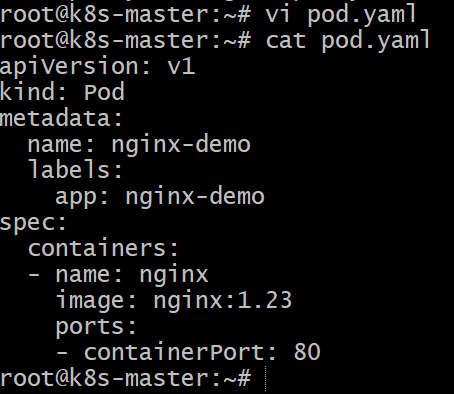 root@k8s-master:~# vi pod.yaml
root@k8s-master:~# cat pod.yaml
apiVersion: v1
kind: Pod
metadata:
  name: nginx-demo
  labels:
    app: nginx-demo
spec:
  containers:
  - name: nginx
    image: nginx:1.23
    ports:
    - containerPort: 80
root@k8s-master:~#